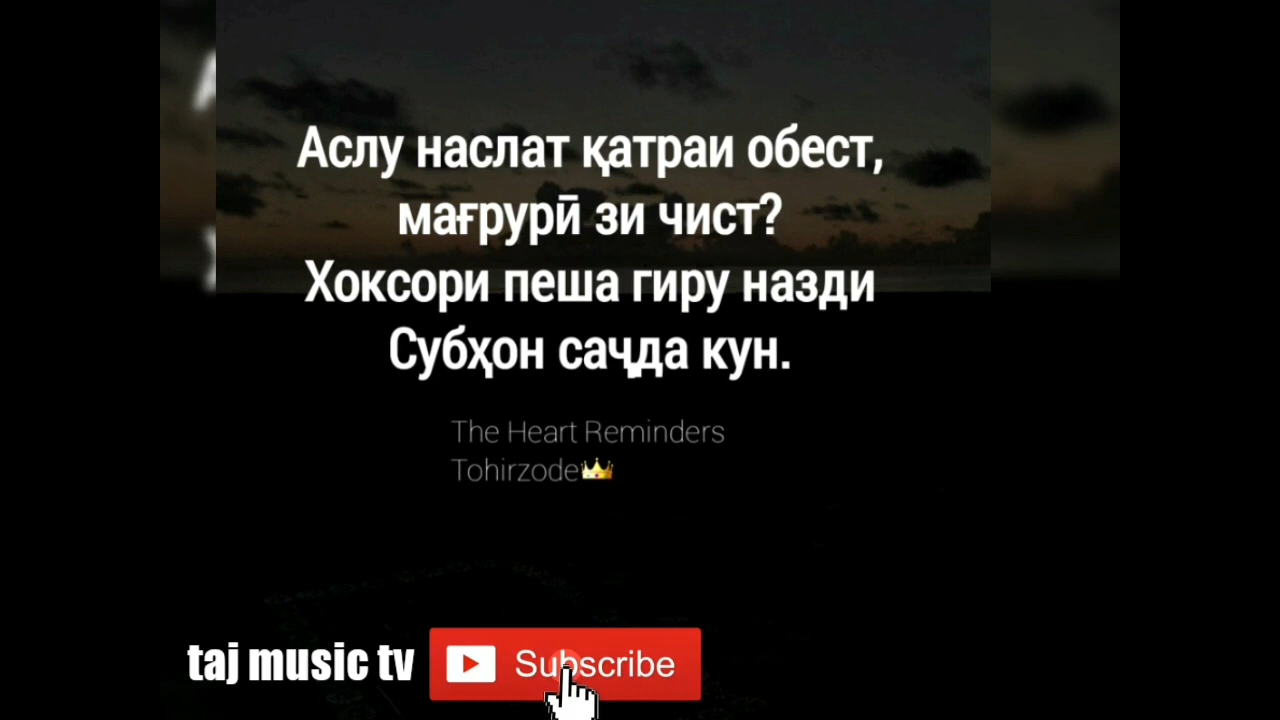 Аслу наслат қатраи обест,
мағрурӣ зи чист?
Хоксори пеша гиру назди
Субҳон саҷда кун.
The Heart Reminders
Tohirzode👑
taj music tv
Subscribe